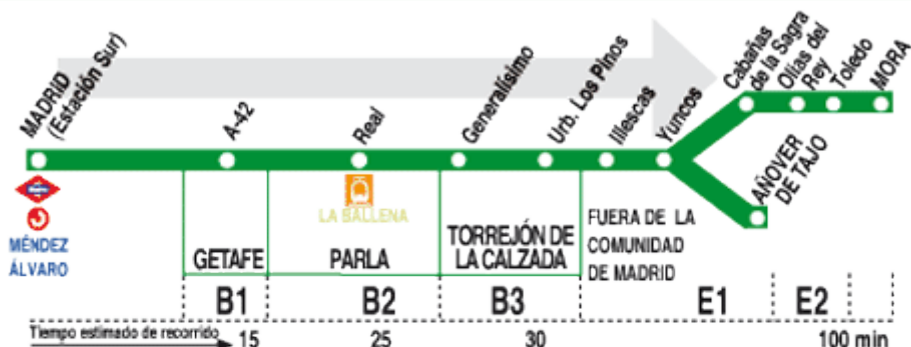 MADRID
(Estación Sur)
A-42
Real
Generalísimo
Urb. Los Pinos
Illescas
Yuncos
Cabañas
de la Sagra
Olías del
Rey
Toledo
MORA
AÑOVER
DE TAJO
MÉNDEZ
ÁLVARO
LA BALLENA
GETAFE
PARLA
TORREJÓN DE
LA CALZADA
FUERA DE LA
COMUNIDAD
DE MADRID
B1
B2
B3
E1
E2
Tiempo estimado de recorrido
15
25
30
100 min